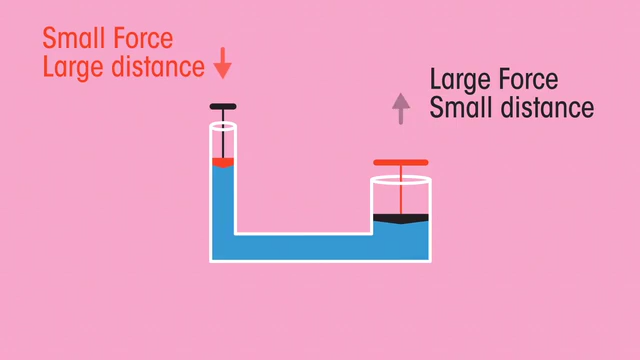 Small Force
Large distance
Large Force
Small distance